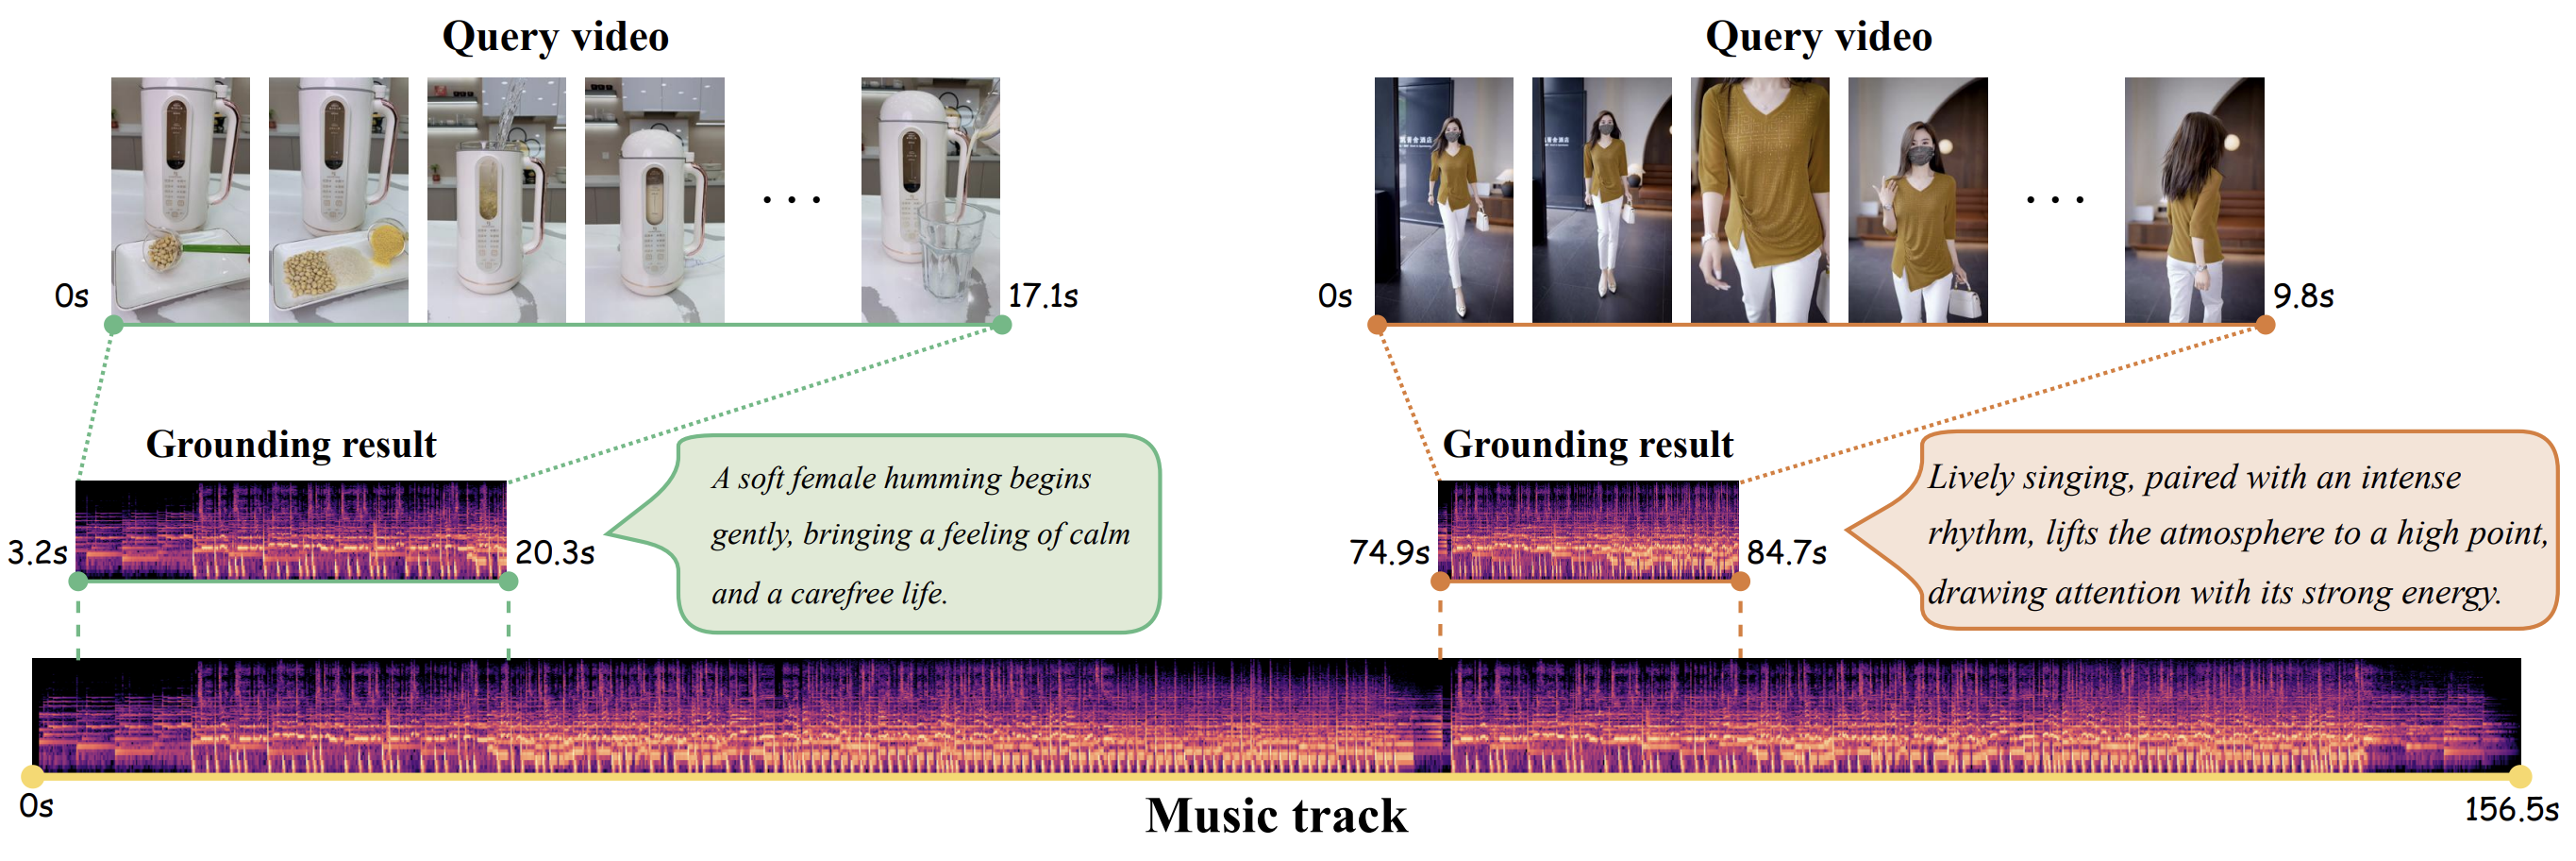 Query video
Query video
0s
17.1s
0s
9.8s
Grounding result
Grounding result
3.2s
20.3s
A soft female humming begins
gently, bringing a feeling of calm
and a carefree life.
74.9s
84.7s
Lively singing, paired with an intense
rhythm, lifts the atmosphere to a high point,
drawing attention with its strong energy.
0s
156.5s
Music track